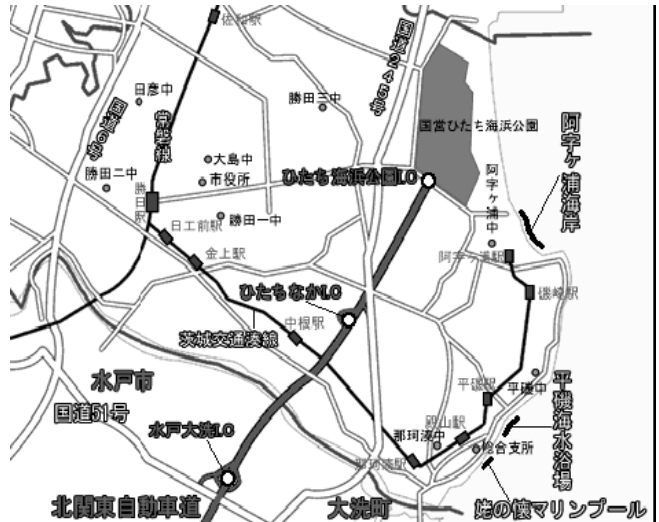 佐和駅
国道245号
国道6号
日彦中
勝田三中
常磐線
国営ひたち海浜公園
阿字ヶ浦海岸
大島中
市役所
勝田二中
ひたち海浜公園I.C
勝田駅
勝田一中
日工前駅
阿字ヶ浦中
金上駅
阿字ヶ浦駅
磯崎駅
ひたちなかI.C
茨城交通湊線
中根駅
水戸市
平磯駅
平磯中
平磯海水浴場
国道51号
水戸大洗I.C
殿山駅
那珂湊中
総合支所
那珂湊駅
北関東自動車道
大洗町
姥の懐マリンプール